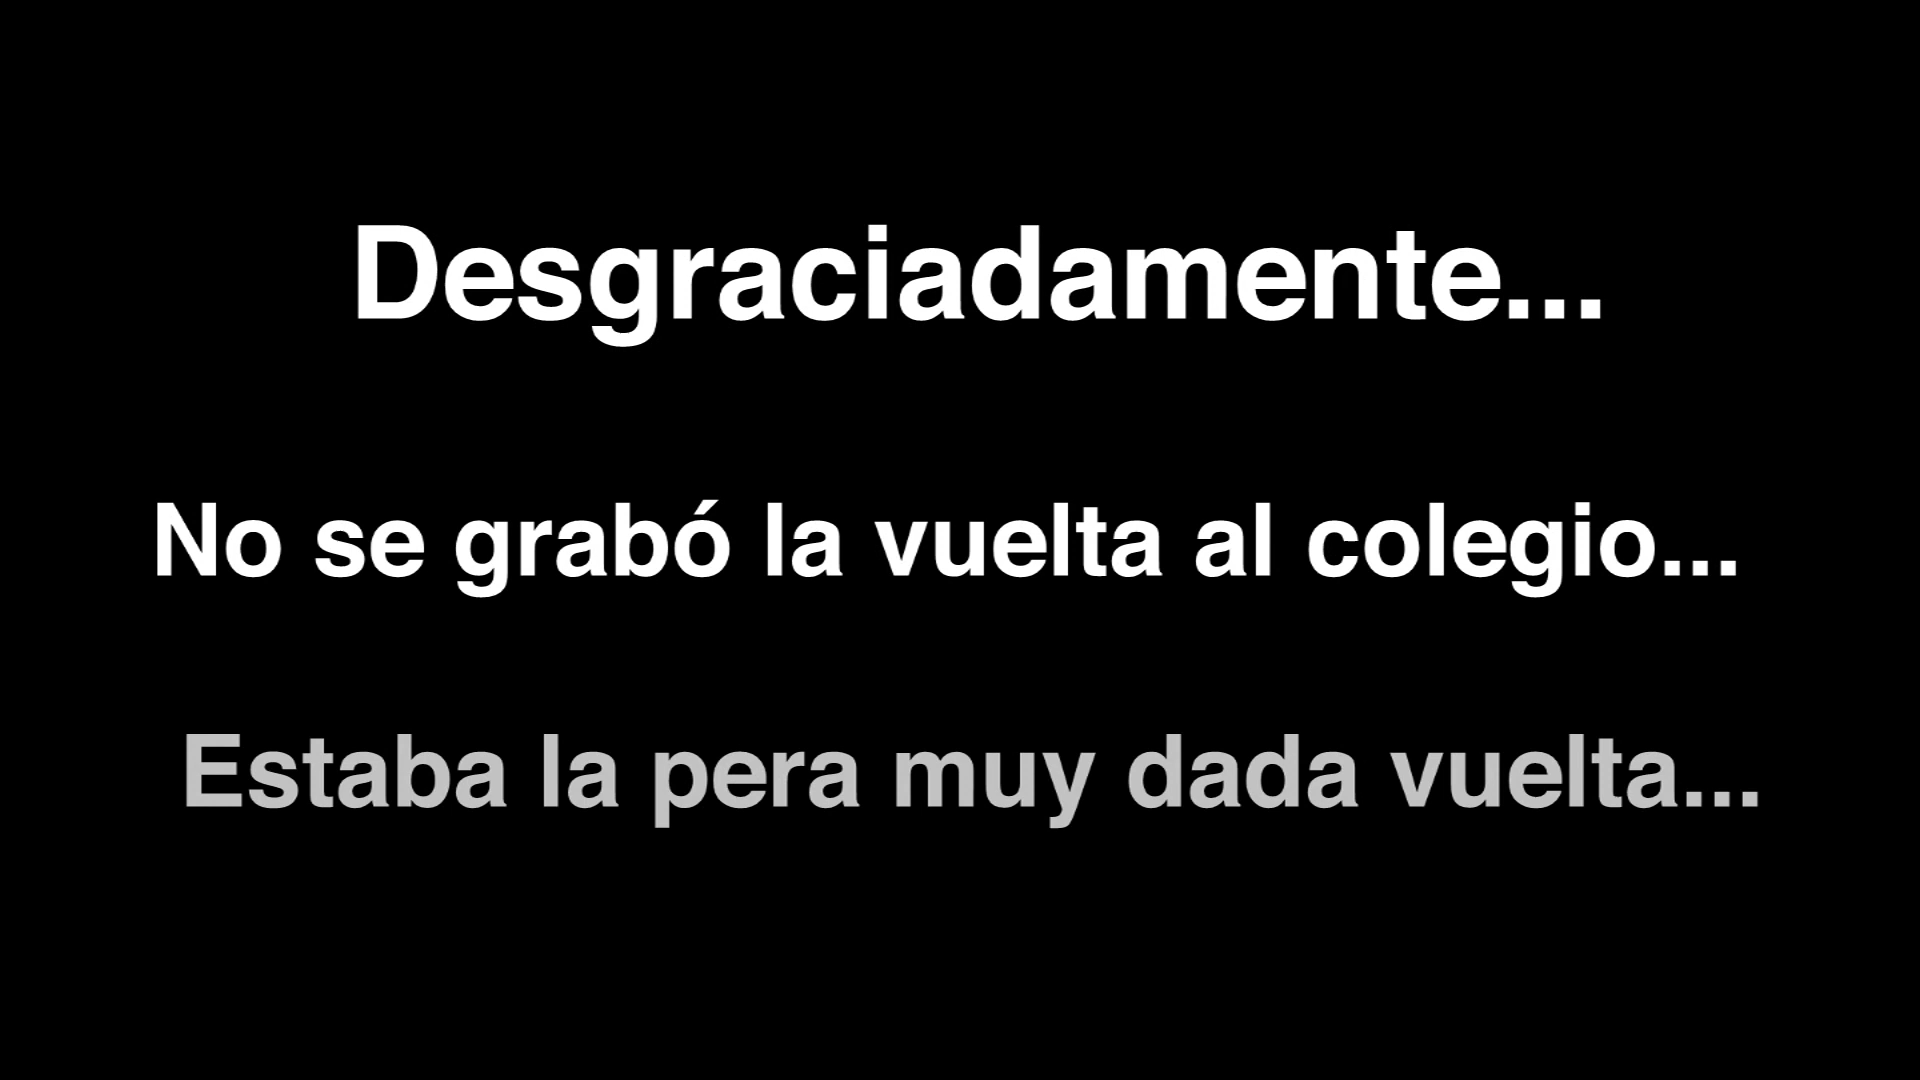 Desgraciadamente...
No se grabó la vuelta al colegio...
Estaba la pera muy dada vuelta...